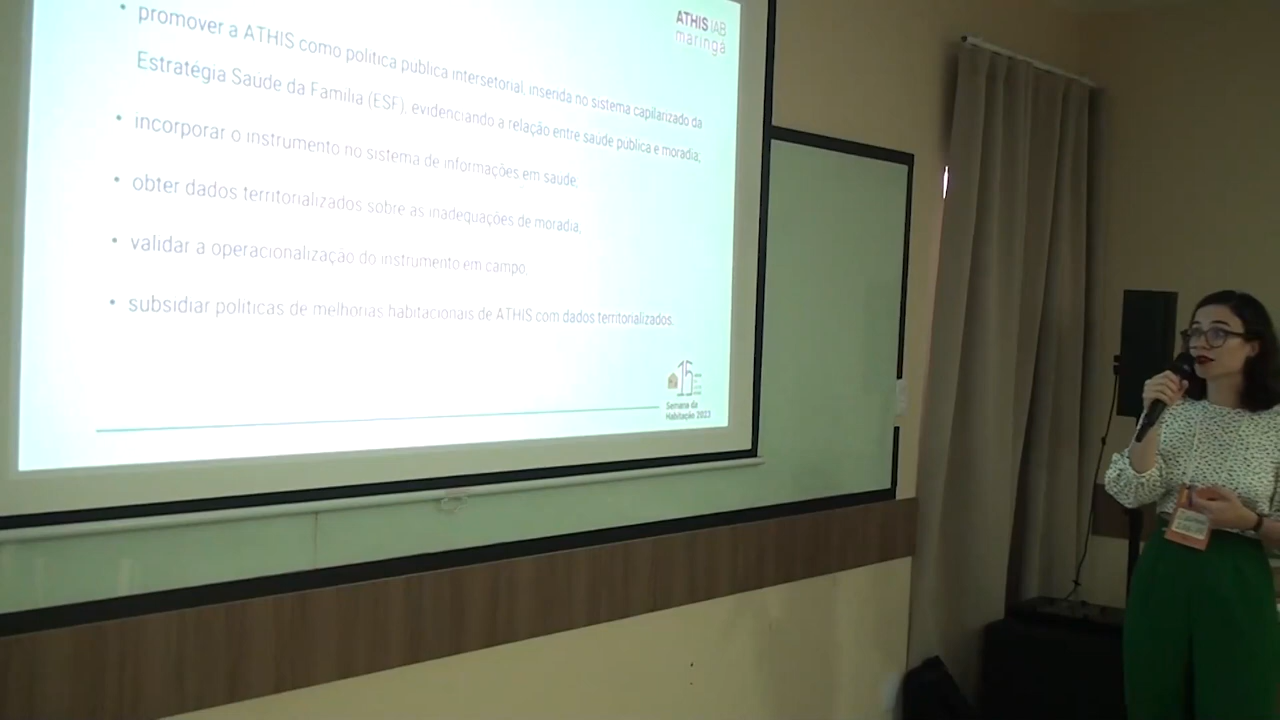 ATHIS IAB
maringá
• promover a ATHIS como política pública intersetorial, inserida no sistema capilarizado da
Estratégia Saúde da Família (ESF), evidenciando a relação entre saúde pública e moradia;
• incorporar o instrumento no sistema de informações em saúde;
• obter dados territorializados sobre as inadequações de moradia;
• validar a operacionalização do instrumento em campo;
• subsidiar políticas de melhorias habitacionais de ATHIS com dados territorializados.
15
Semana da
Habitação 2023